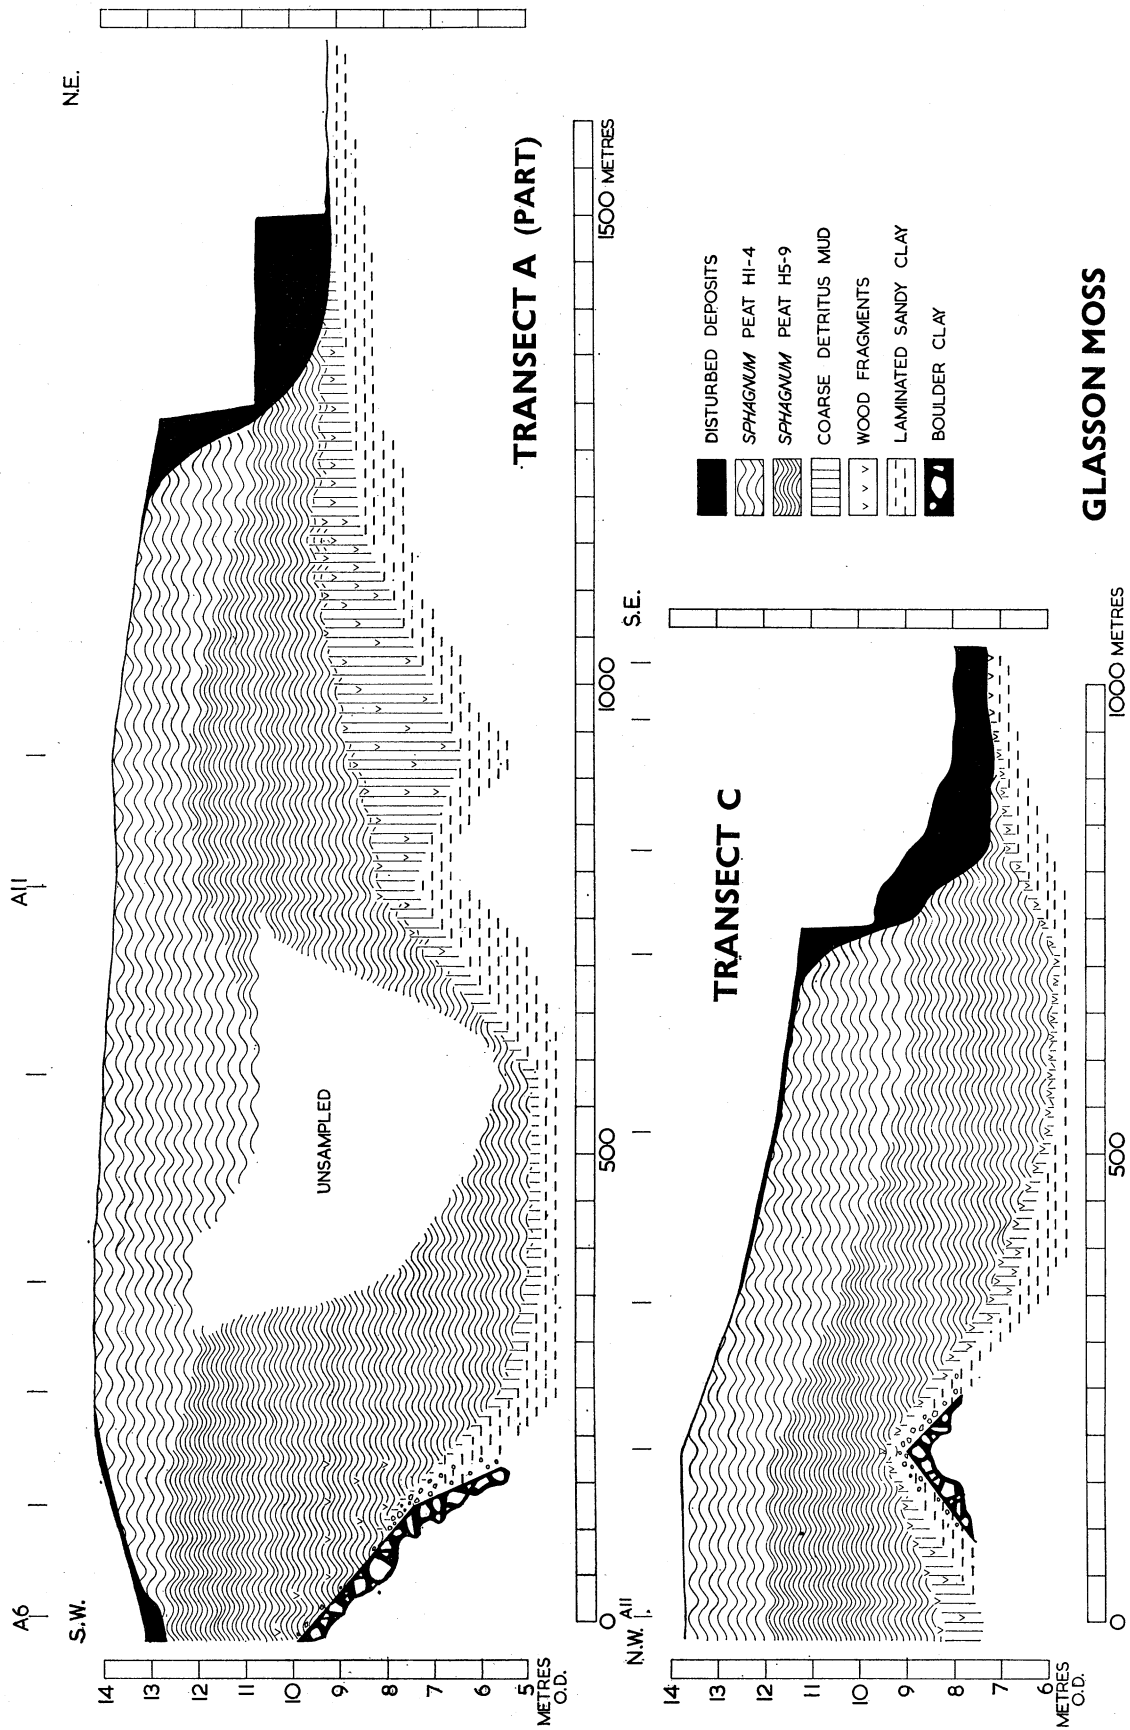 A6
A11
S.W.
N.E.
14
13
12
11
10
9
8
7
6
5
METRES
O.D.
UNSAMPLED
0
500
1000
1500 METRES
TRANSECT A (PART)
N.W.
A11
S.E.
14
13
12
11
10
9
8
7
6
METRES
O.D.
0
500
1000 METRES
TRANSECT C
DISTURBED DEPOSITS
SPHAGNUM PEAT H1-4
SPHAGNUM PEAT H5-9
COARSE DETRITUS MUD
WOOD FRAGMENTS
LAMINATED SANDY CLAY
BOULDER CLAY
GLASSON MOSS